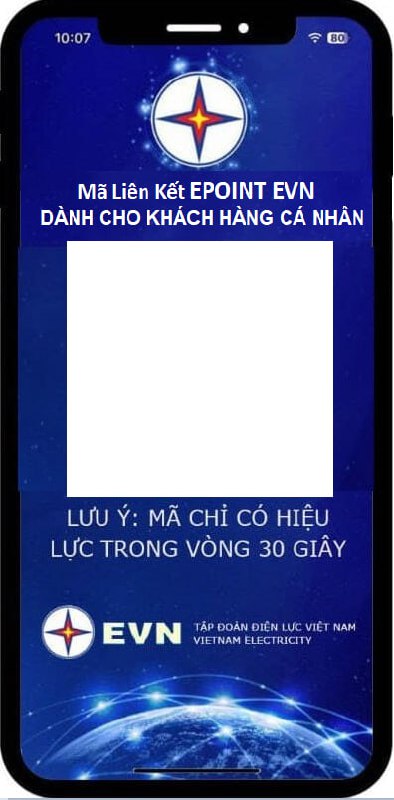 10:07
80
Mã Liên Kết EPOINT EVN
DÀNH CHO KHÁCH HÀNG CÁ NHÂN
LƯU Ý: MÃ CHỈ CÓ HIỆU
LỰC TRONG VÒNG 30 GIÂY
EVN
TẬP ĐOÀN ĐIỆN LỰC VIỆT NAM
VIETNAM ELECTRICITY